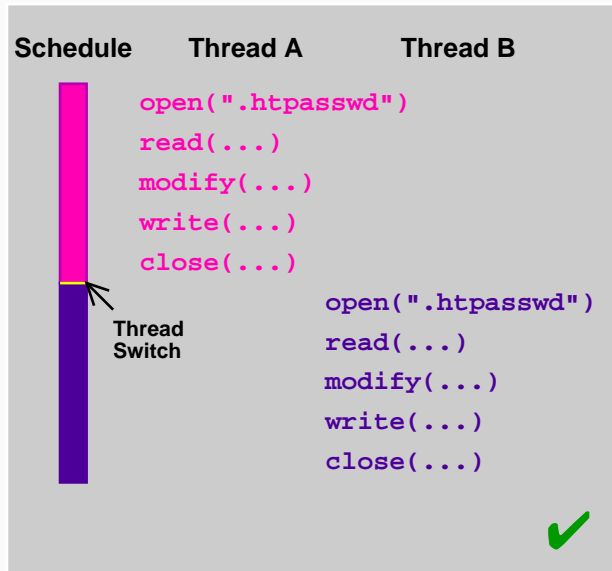 Schedule Thread A Thread B
open(".htpasswd")
read(...)
modify(...)
write(...)
close(...)
Thread
Switch
open(".htpasswd")
read(...)
modify(...)
write(...)
close(...)